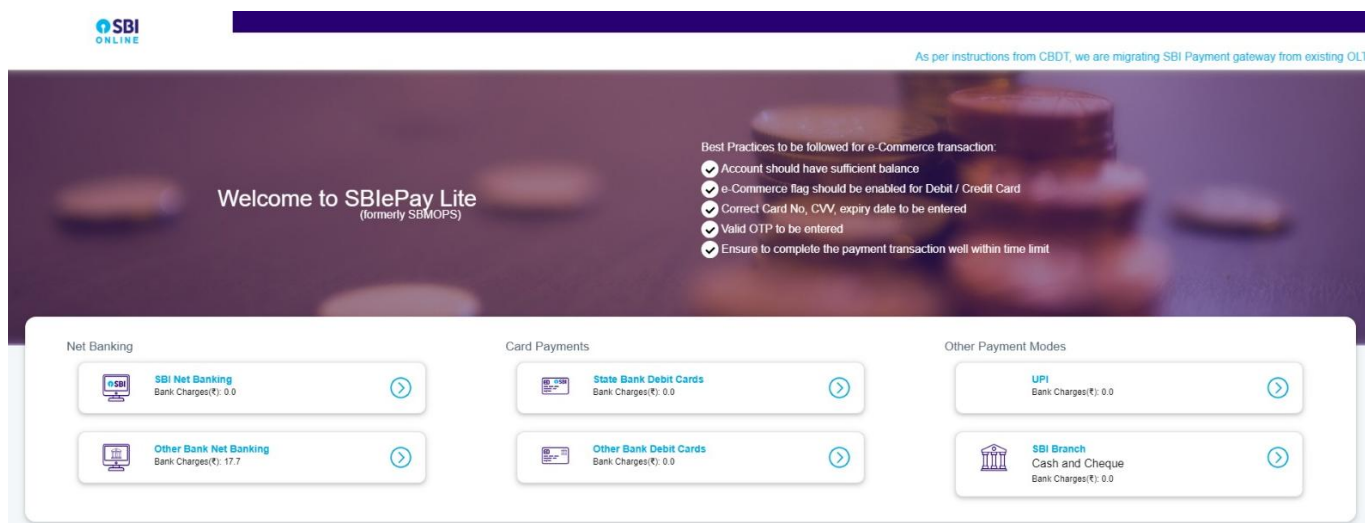 SBI
ONLINE
As per instructions from CBDT, we are migrating SBI Payment gateway from existing OLT
Welcome to SBIePay Lite
(formerly SBMOPS)
Best Practices to be followed for e-Commerce transaction:
Account should have sufficient balance
e-Commerce flag should be enabled for Debit / Credit Card
Correct Card No, CVV, expiry date to be entered
Valid OTP to be entered
Ensure to complete the payment transaction well within time limit
Net Banking
SBI
SBI Net Banking
Bank Charges(₹): 0.0
Other Bank Net Banking
Bank Charges(₹): 17.7
Card Payments
SBI
State Bank Debit Cards
Bank Charges(₹): 0.0
Other Bank Debit Cards
Bank Charges(₹): 0.0
Other Payment Modes
UPI
Bank Charges(₹): 0.0
SBI Branch
Cash and Cheque
Bank Charges(₹): 0.0